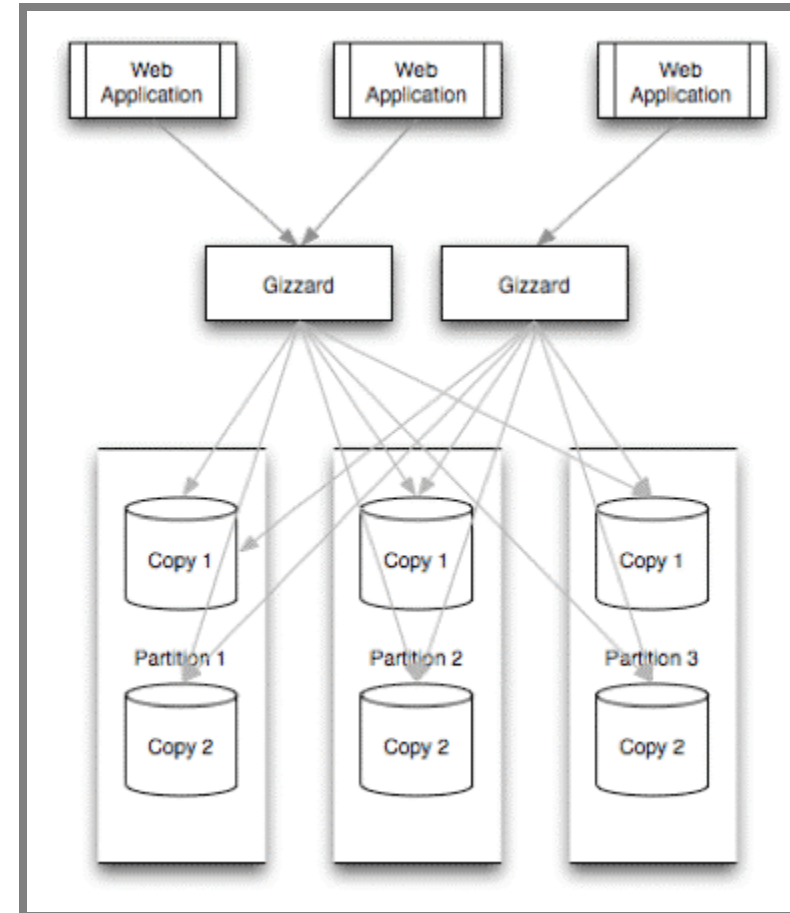 Web
Application
Web
Application
Web
Application
Gizzard
Gizzard
Copy 1
Copy 1
Copy 1
Partition 1
Partition 2
Partition 3
Copy 2
Copy 2
Copy 2